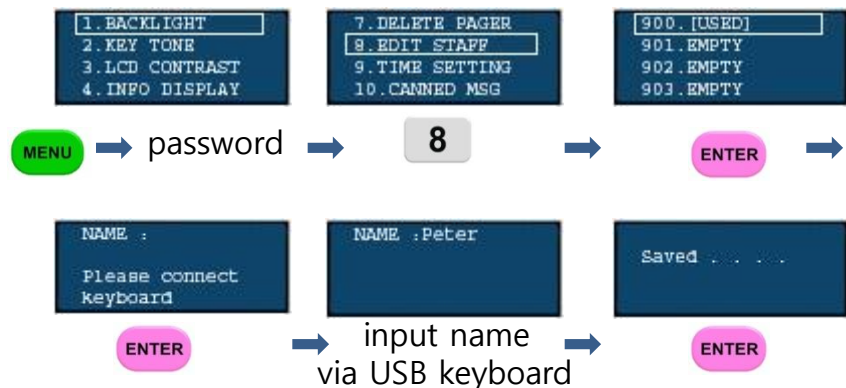 1.BACKLIGHT
2.KEY TONE
3.LCD CONTRAST
4.INFO DISPLAY
7.DELETE PAGER
8.EDIT STAFF
9.TIME SETTING
10.CANNED MSG
900.[USED]
901.EMPTY
902.EMPTY
903.EMPTY
MENU
password
8
ENTER
NAME :
Please connect
keyboard
NAME :Peter
Saved . . . .
ENTER
input name
via USB keyboard
ENTER